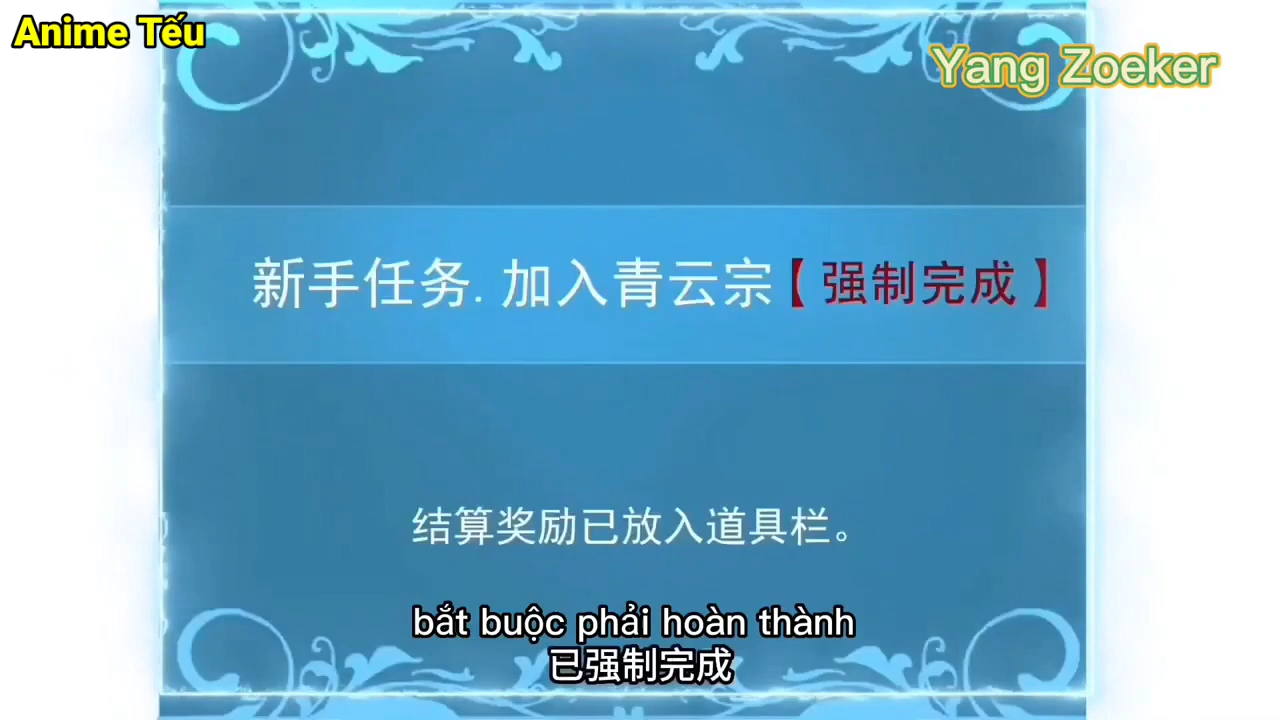 Anime Tếu
Yang Zoeker
新手任务.加入青云宗【强制完成】
结算奖励已放入道具栏。
bắt buộc phải hoàn thành
已强制完成